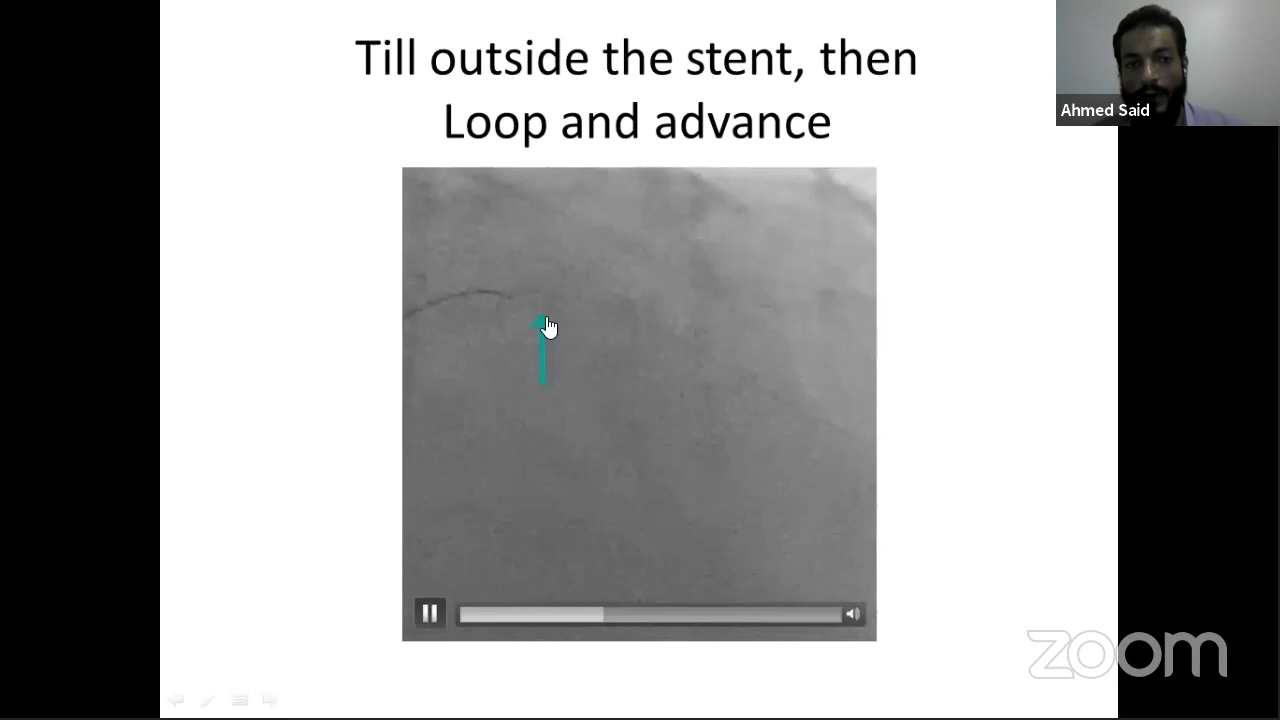 Till outside the stent, then
Loop and advance
Ahmed Said
zoom